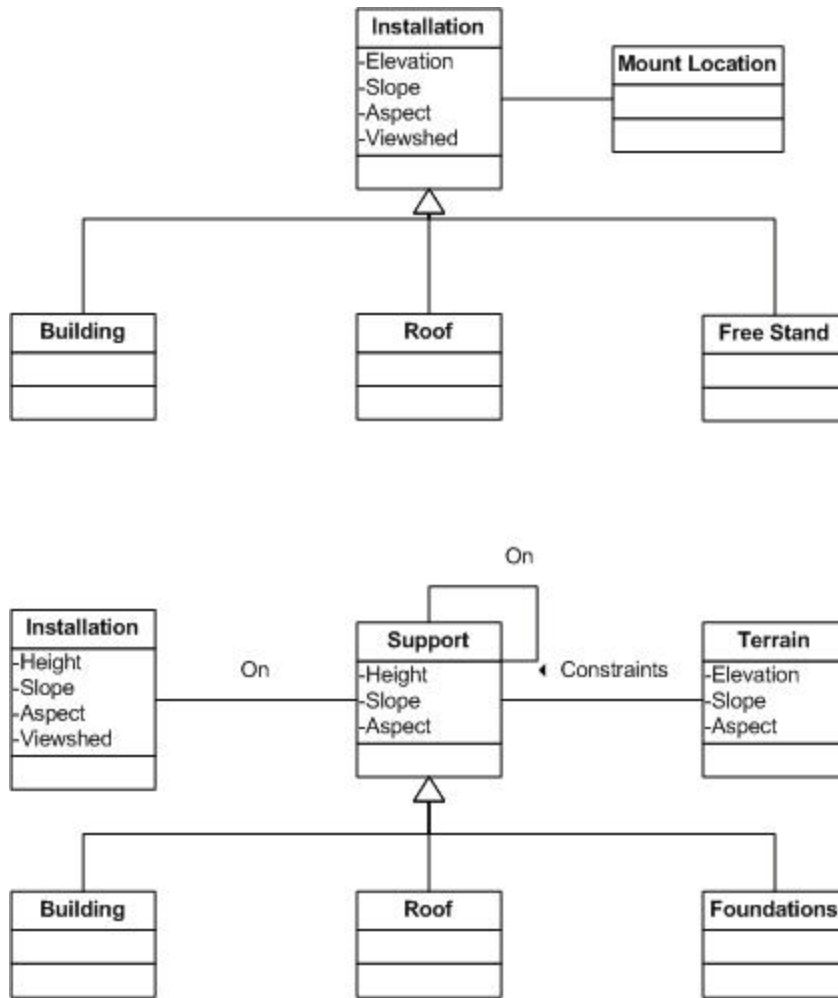 Installation
-Elevation
-Slope
-Aspect
-Viewshed
Mount Location
Building
Roof
Free Stand
On
Installation
-Height
-Slope
-Aspect
-Viewshed
On
Support
-Height
-Slope
-Aspect
Constraints
Terrain
-Elevation
-Slope
-Aspect
Building
Roof
Foundations